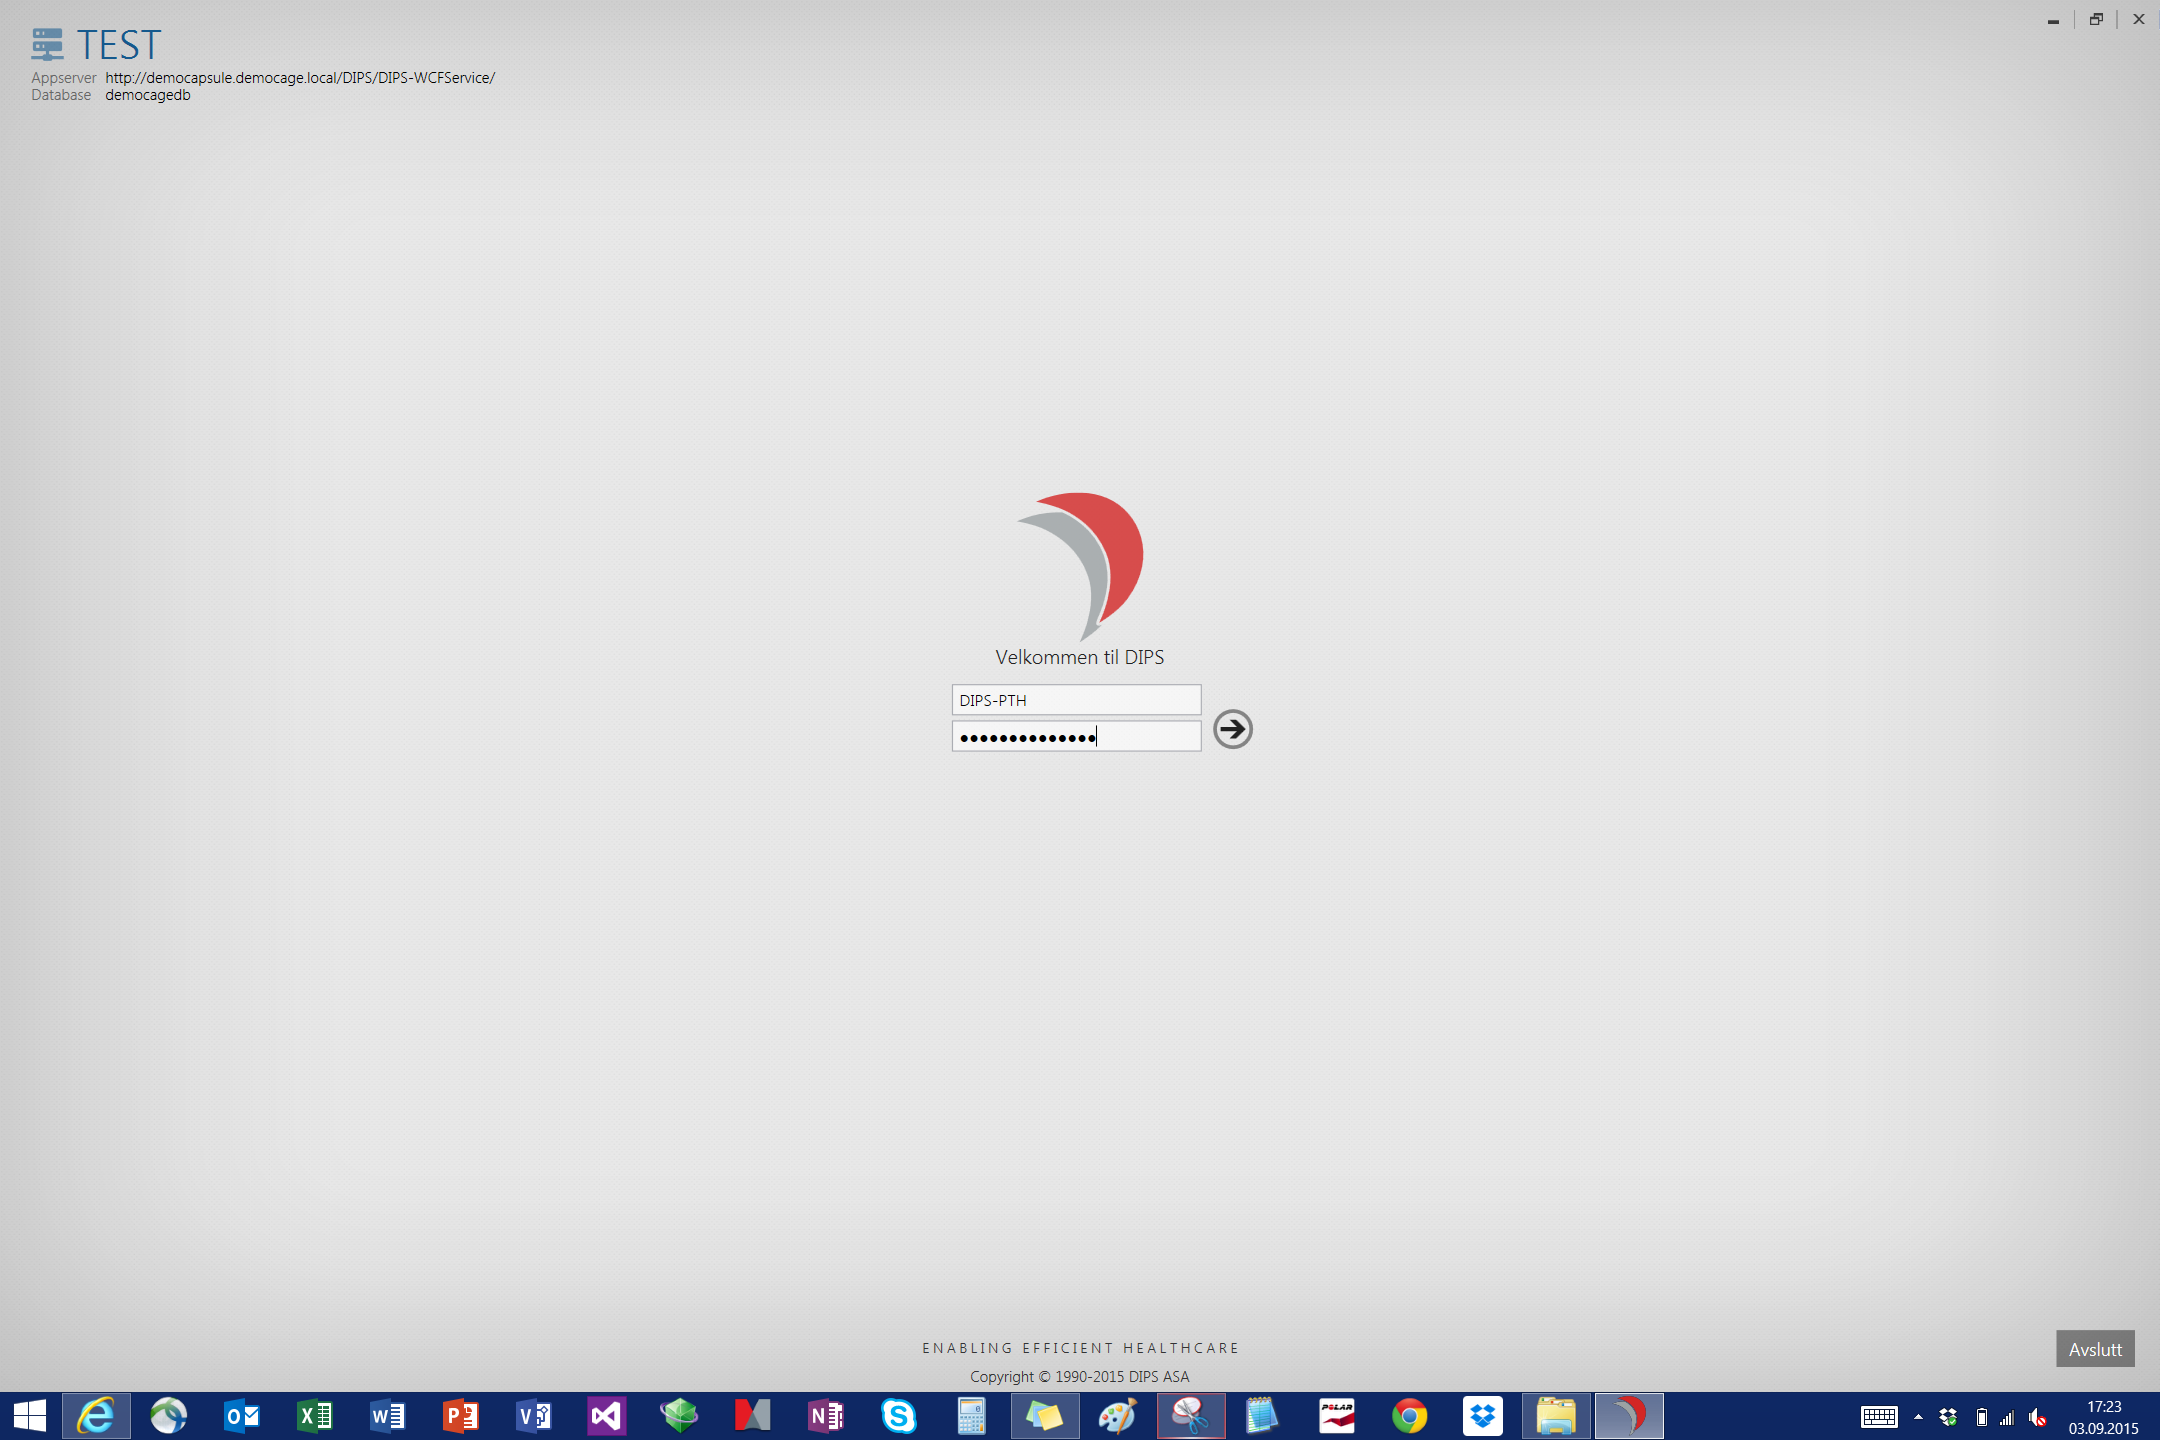 TEST
Appserver http://democapsule.democage.local/DIPS/DIPS-WCFService/
Database democagedb
Velkommen til DIPS
DIPS-PTH
●●●●●●●●●●●●●●
ENABLING EFFICIENT HEALTHCARE
Copyright © 1990-2015 DIPS ASA
Avslutt
POLAR
17:23
03.09.2015